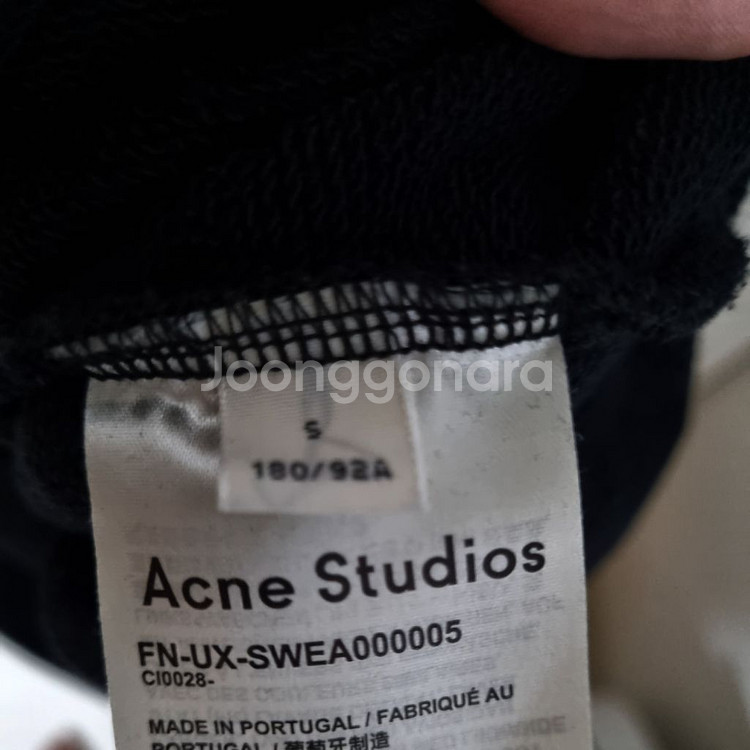 Joonggonara
S
180/92A
Acne Studios
FN-UX-SWEA000005
CI0028-
MADE IN PORTUGAL / FABRIQUÉ AU
PORTUGAL / 葡萄牙制造